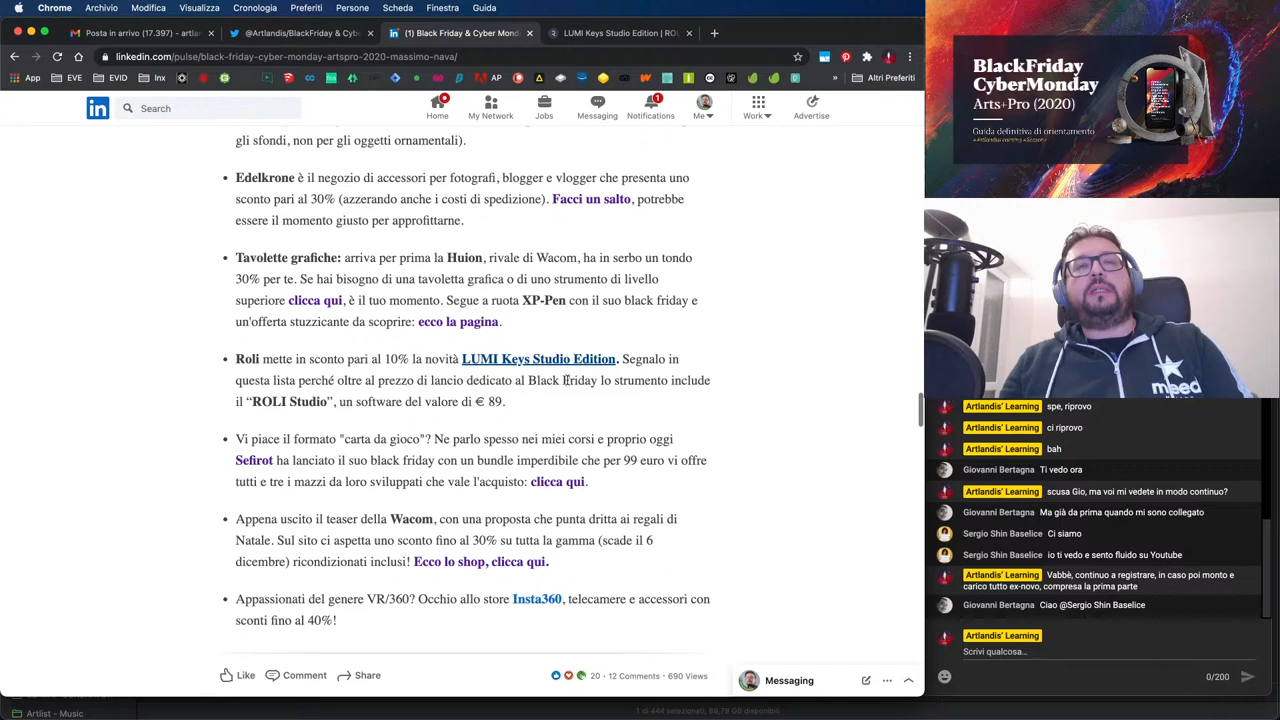 Chrome Archivio Modifica Visualizza Cronologia Preferiti Persone Scheda Finestra Guida
Posta in arrivo (17.397) - artlan
@Artlandis/BlackFriday & Cybe
(1) Black Friday & Cyber Mond
LUMI Keys Studio Edition | ROL
linkedin.com/pulse/black-friday-cyber-monday-artspro-2020-massimo-nava/
App EVE EVID Inx AP » Altri Preferiti
in Search
Home My Network Jobs Messaging 1 Notifications Me Work Advertise
gli sfondi, non per gli oggetti ornamentali).
• Edelkrone è il negozio di accessori per fotografi, blogger e vlogger che presenta uno
sconto pari al 30% (azzerando anche i costi di spedizione). Facci un salto, potrebbe
essere il momento giusto per approfittarne.
• Tavolette grafiche: arriva per prima la Huion, rivale di Wacom, ha in serbo un tondo
30% per te. Se hai bisogno di una tavoletta grafica o di uno strumento di livello
superiore clicca qui, è il tuo momento. Segue a ruota XP-Pen con il suo black friday e
un'offerta stuzzicante da scoprire: ecco la pagina.
• Roli mette in sconto pari al 10% la novità LUMI Keys Studio Edition. Segnalo in
questa lista perché oltre al prezzo di lancio dedicato al Black Friday lo strumento include
il “ROLI Studio”, un software del valore di € 89.
• Vi piace il formato "carta da gioco"? Ne parlo spesso nei miei corsi e proprio oggi
Sefirot ha lanciato il suo black friday con un bundle imperdibile che per 99 euro vi offre
tutti e tre i mazzi da loro sviluppati che vale l'acquisto: clicca qui.
• Appena uscito il teaser della Wacom, con una proposta che punta dritta ai regali di
Natale. Sul sito ci aspetta uno sconto fino al 30% su tutta la gamma (scade il 6
dicembre) ricondizionati inclusi! Ecco lo shop, clicca qui.
• Appassionati del genere VR/360? Occhio allo store Insta360, telecamere e accessori con
sconti fino al 40%!
Like Comment Share 20 · 12 Comments · 690 Views
Messaging
Artlist - Music
1 di 444 selezionati, 89,78 GB disponibili
BlackFriday
CyberMonday
Arts+Pro (2020)
Guida definitiva di orientamento
meed
Artlandis' Learning spe, riprovo
Artlandis' Learning ci riprovo
Artlandis' Learning bah
Giovanni Bertagna Ti vedo ora
Artlandis' Learning scusa Gio, ma voi mi vedete in modo continuo?
Giovanni Bertagna Ma già da prima quando mi sono collegato
Sergio Shin Baselice Ci siamo
Sergio Shin Baselice io ti vedo e sento fluido su Youtube
Artlandis' Learning Vabbè, continuo a registrare, in caso poi monto e
carico tutto ex-novo, compresa la prima parte
Giovanni Bertagna Ciao @Sergio Shin Baselice
Artlandis' Learning
Scrivi qualcosa...
0/200